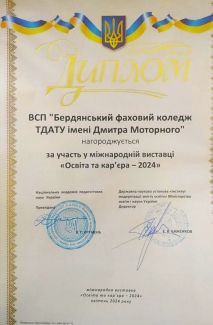 Диплом
ВСП "Бердянський фаховий коледж
ТДАТУ імені Дмитра Моторного"
нагороджується
за участь у міжнародній виставці
«Освіта та кар'єра – 2024»
Національна академія педагогічних
наук України
Державна наукова установа «Інститут
модернізації змісту освіти» Міністерства
освіти і науки України
Директор
Є. БАЖЕНКОВ
міжнародна виставка
«Освіта та кар'єра – 2024»